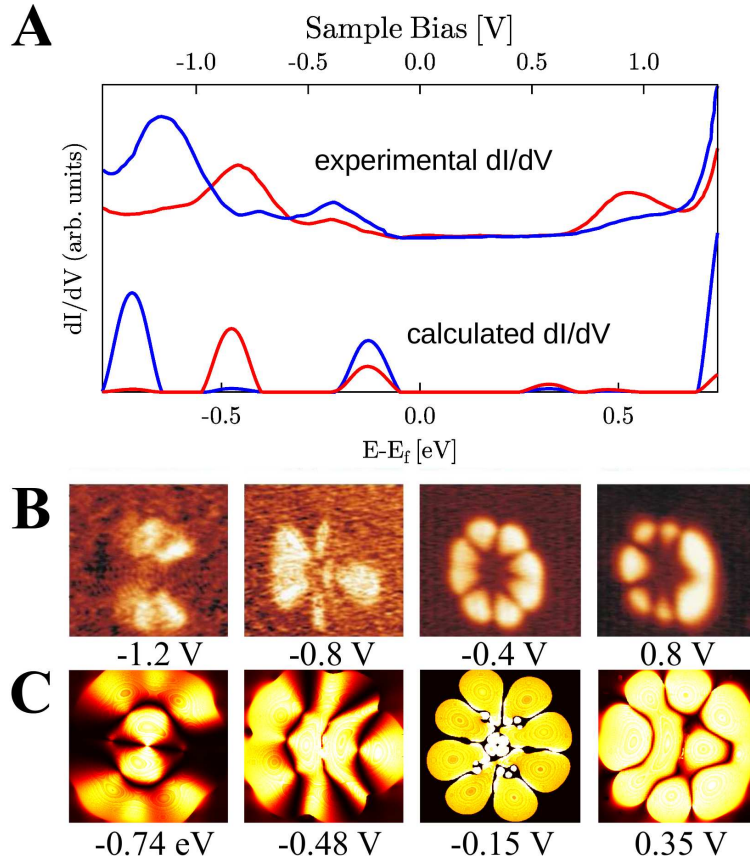 A
Sample Bias [V]
-1.0 -0.5 0.0 0.5 1.0
experimental dI/dV
dI/dV (arb. units)
calculated dI/dV
-0.5 0.0 0.5
E-E_f [eV]
B
-1.2 V -0.8 V -0.4 V 0.8 V
C
-0.74 eV -0.48 V -0.15 V 0.35 V